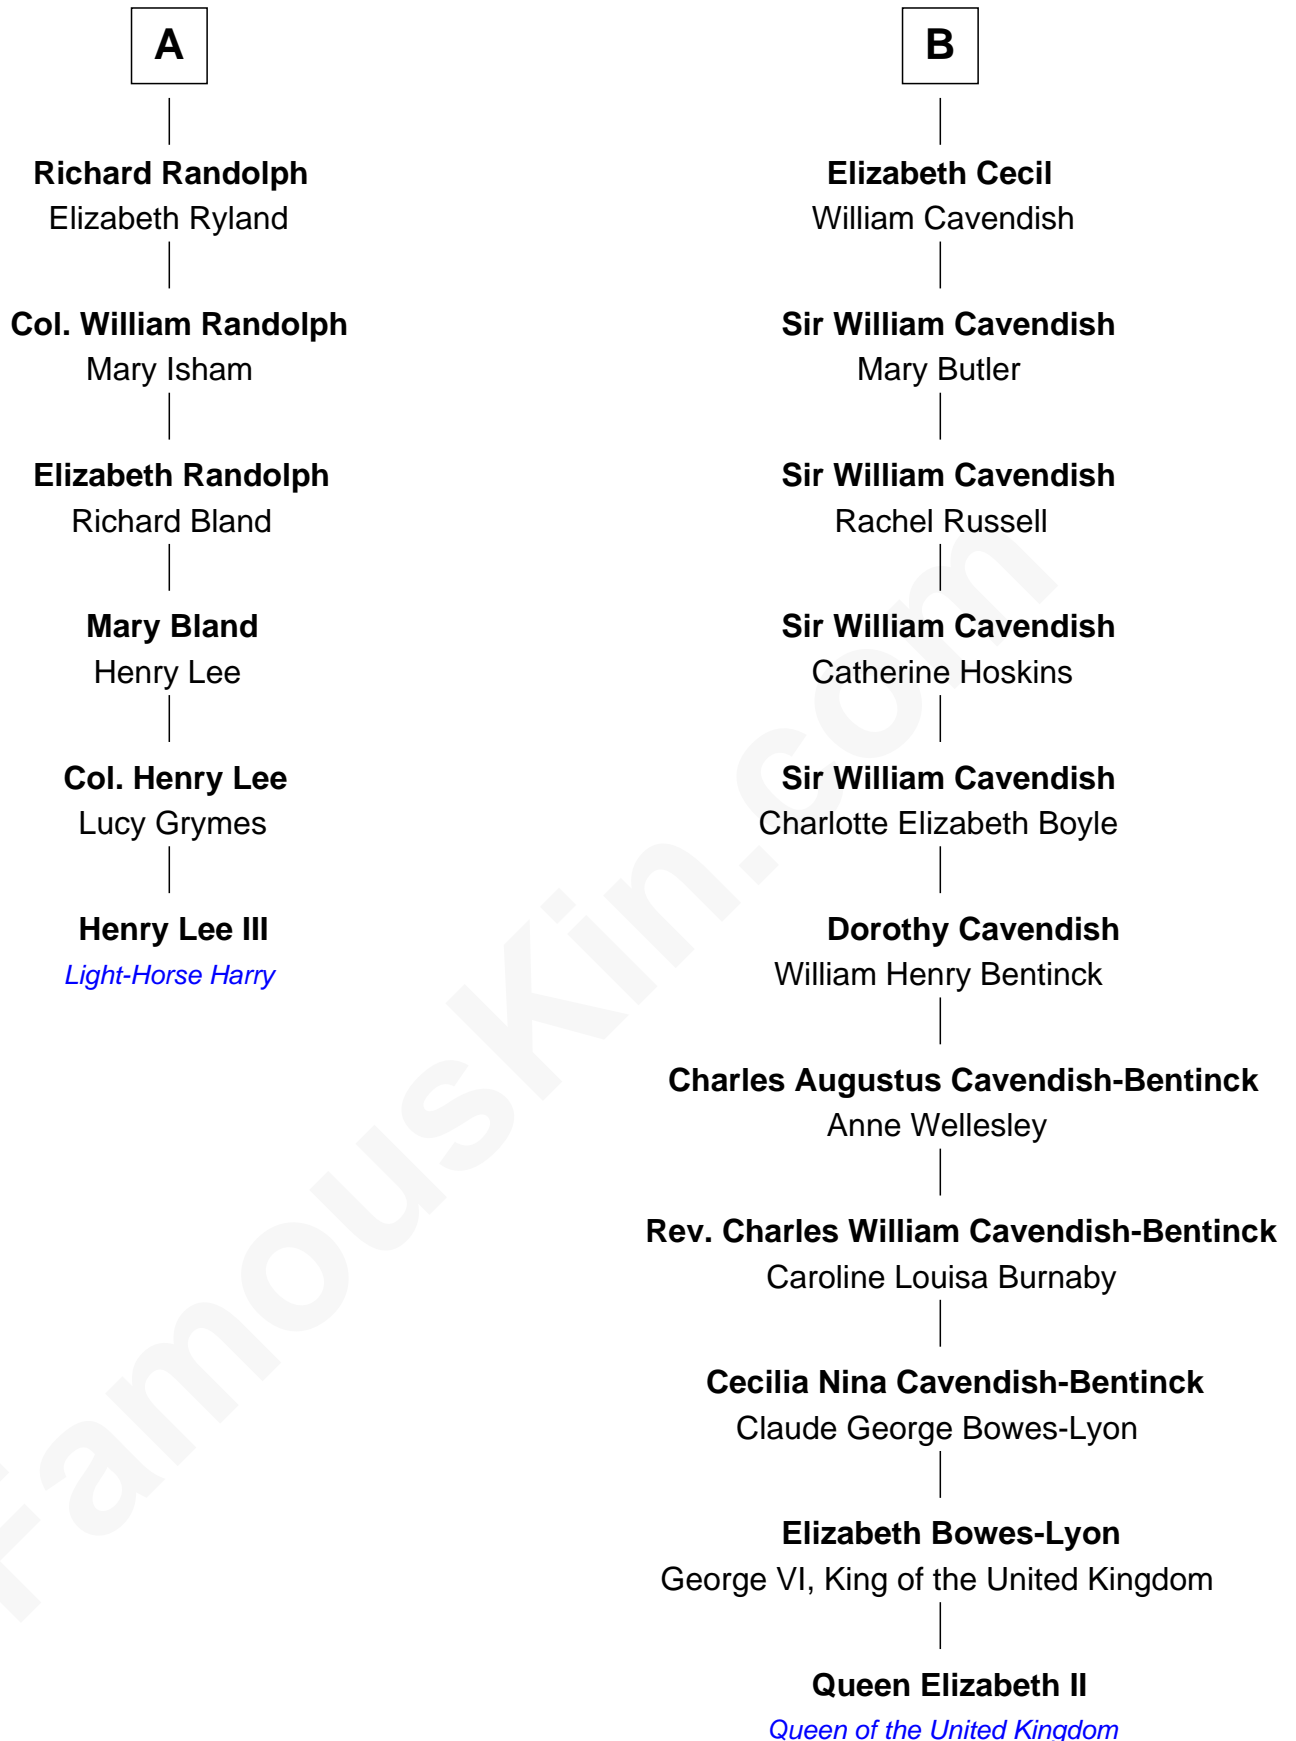 A
Richard Randolph
Elizabeth Ryland
Col. William Randolph
Mary Isham
Elizabeth Randolph
Richard Bland
Mary Bland
Henry Lee
Col. Henry Lee
Lucy Grymes
Henry Lee III
Light-Horse Harry
B
Elizabeth Cecil
William Cavendish
Sir William Cavendish
Mary Butler
Sir William Cavendish
Rachel Russell
Sir William Cavendish
Catherine Hoskins
Sir William Cavendish
Charlotte Elizabeth Boyle
Dorothy Cavendish
William Henry Bentinck
Charles Augustus Cavendish-Bentinck
Anne Wellesley
Rev. Charles William Cavendish-Bentinck
Caroline Louisa Burnaby
Cecilia Nina Cavendish-Bentinck
Claude George Bowes-Lyon
Elizabeth Bowes-Lyon
George VI, King of the United Kingdom
Queen Elizabeth II
Queen of the United Kingdom
FamousKin.com